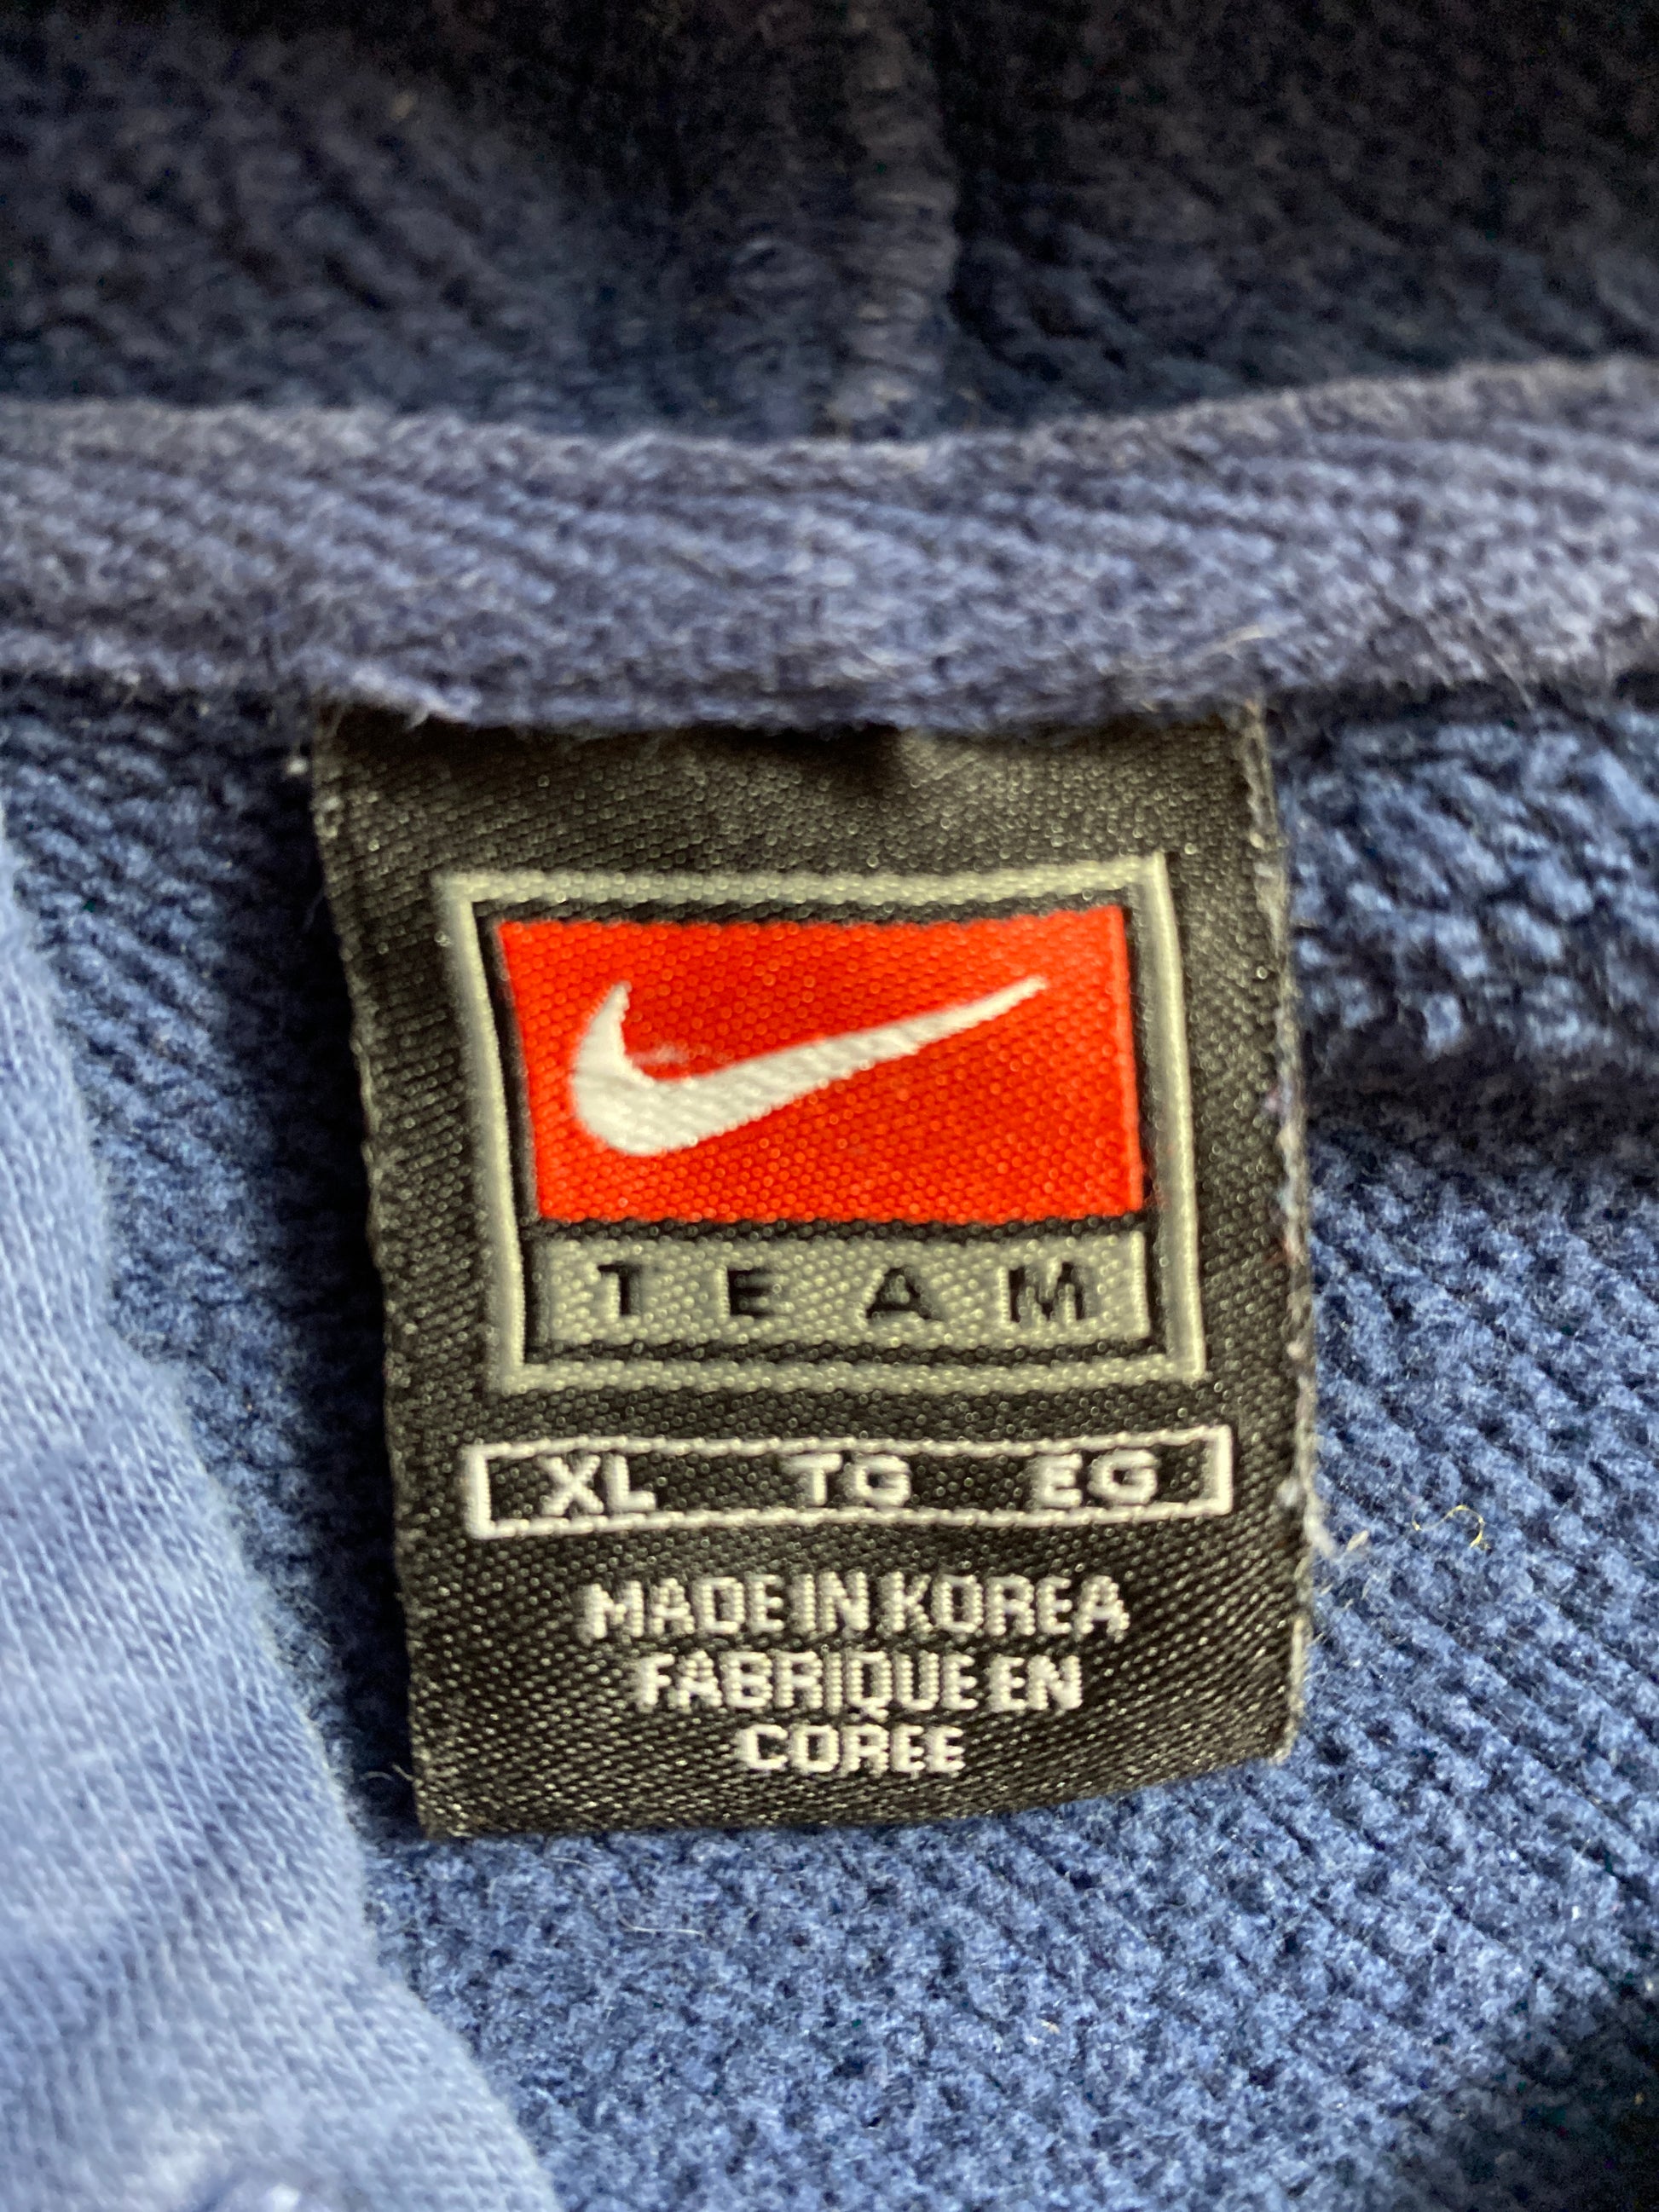 TEAM
XL TG EG
MADE IN KOREA
FABRIQUE EN
COREE